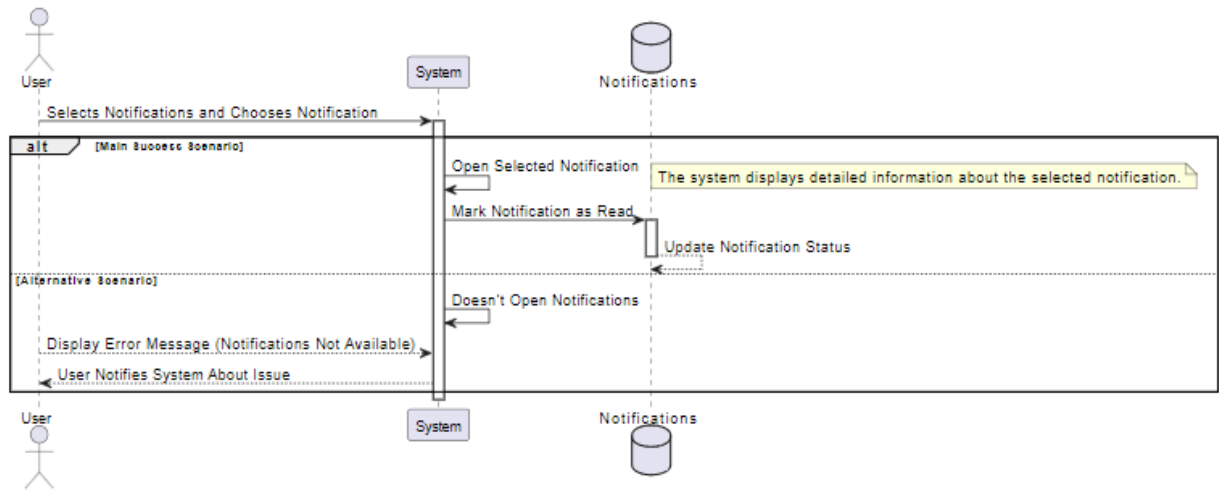 User
System
Notifications
Selects Notifications and Chooses Notification
alt [Main Success Scenario]
Open Selected Notification
The system displays detailed information about the selected notification.
Mark Notification as Read
Update Notification Status
[Alternative Scenario]
Doesn't Open Notifications
Display Error Message (Notifications Not Available)
User Notifies System About Issue
User
System
Notifications